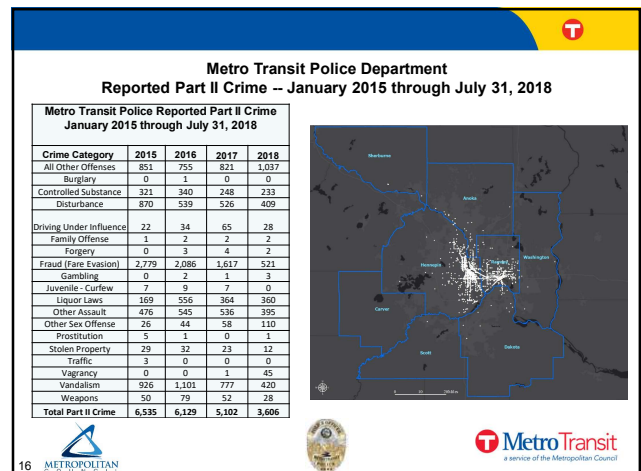 Metro Transit Police Department
Reported Part II Crime -- January 2015 through July 31, 2018
Metro Transit Police Reported Part II Crime
January 2015 through July 31, 2018
Crime Category 2015 2016 2017 2018
All Other Offenses 851 755 821 1,037
Burglary 0 1 0 0
Controlled Substance 321 340 248 233
Disturbance 870 539 526 409
Driving Under Influence 22 34 65 28
Family Offense 1 2 2 2
Forgery 0 3 4 2
Fraud (Fare Evasion) 2,779 2,086 1,617 521
Gambling 0 2 1 3
Juvenile - Curfew 7 9 7 0
Liquor Laws 169 556 364 360
Other Assault 476 545 536 395
Other Sex Offense 26 44 58 110
Prostitution 5 1 0 1
Stolen Property 29 32 23 12
Traffic 3 0 0 0
Vagrancy 0 0 1 45
Vandalism 926 1,101 777 420
Weapons 50 79 52 28
Total Part II Crime 6,535 6,129 5,102 3,606
Sherburne
Anoka
Hennepin
Washington
Carver
Scott
Dakota
16
METROPOLITAN
T Metro Transit
a service of the Metropolitan Council